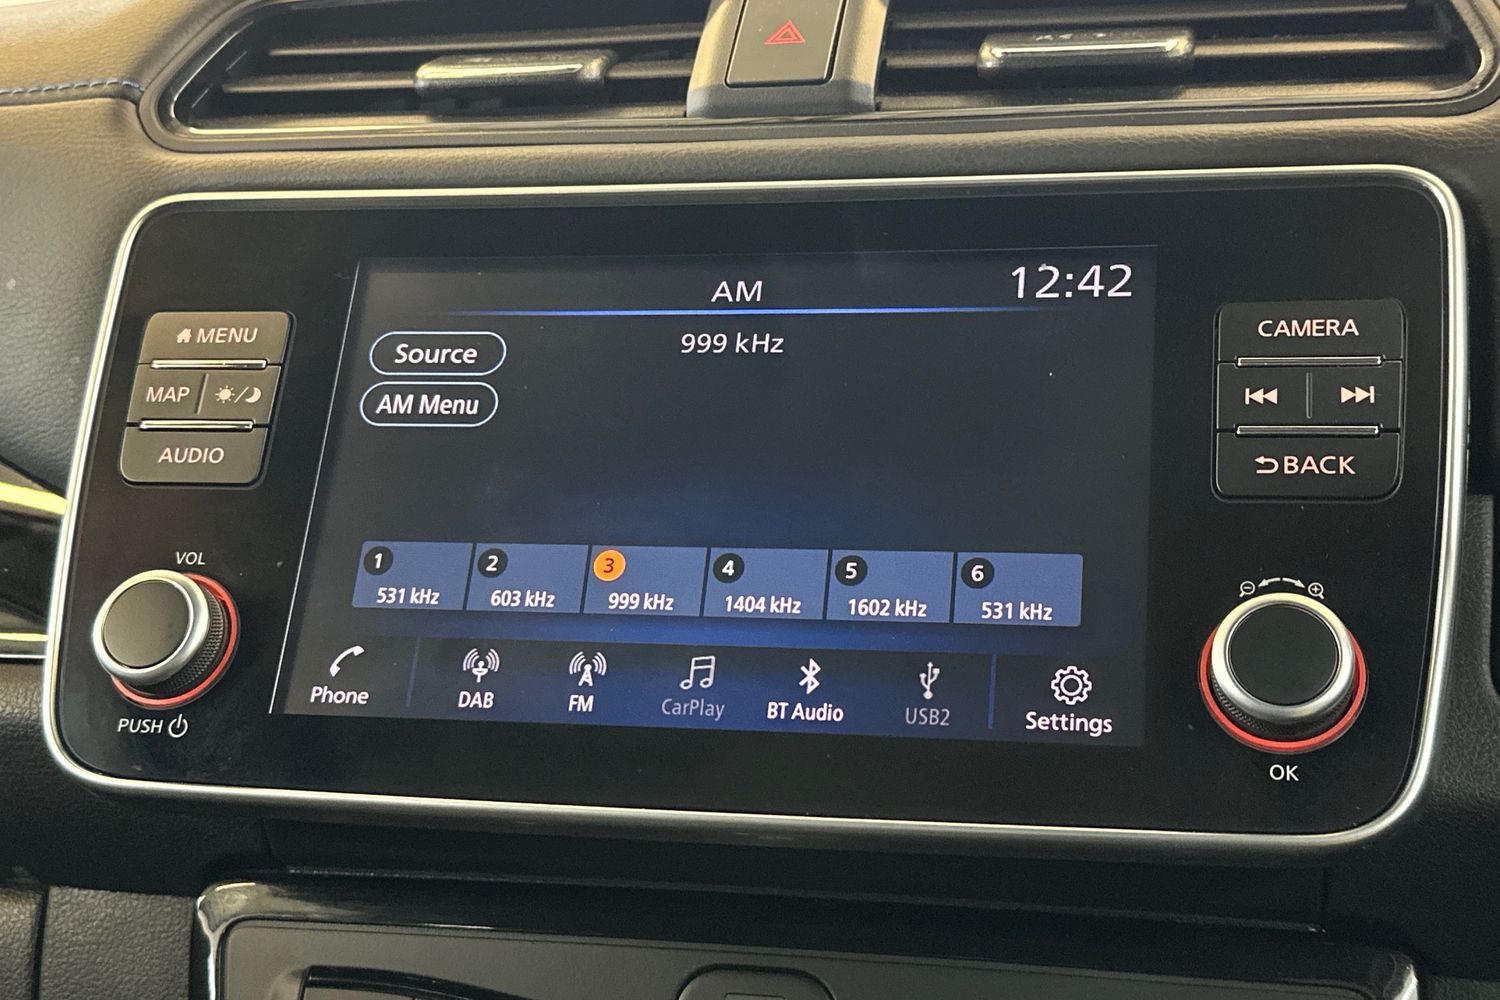 AM
12:42
999 kHz
Source
AM Menu
1 2 3 4 5 6
531 kHz 603 kHz 999 kHz 1404 kHz 1602 kHz 531 kHz
Phone DAB FM CarPlay BT Audio USB2 Settings
MENU
MAP
AUDIO
VOL
PUSH
CAMERA
BACK
OK